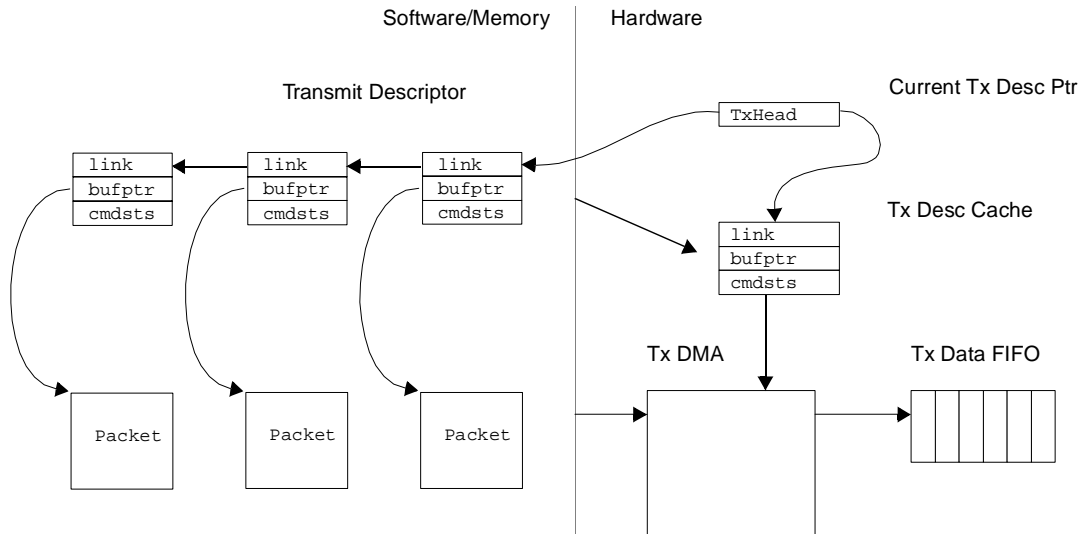 Software/Memory
Hardware
Transmit Descriptor
Current Tx Desc Ptr
TxHead
link
bufptr
cmdsts
link
bufptr
cmdsts
link
bufptr
cmdsts
Tx Desc Cache
link
bufptr
cmdsts
Tx DMA
Tx Data FIFO
Packet
Packet
Packet